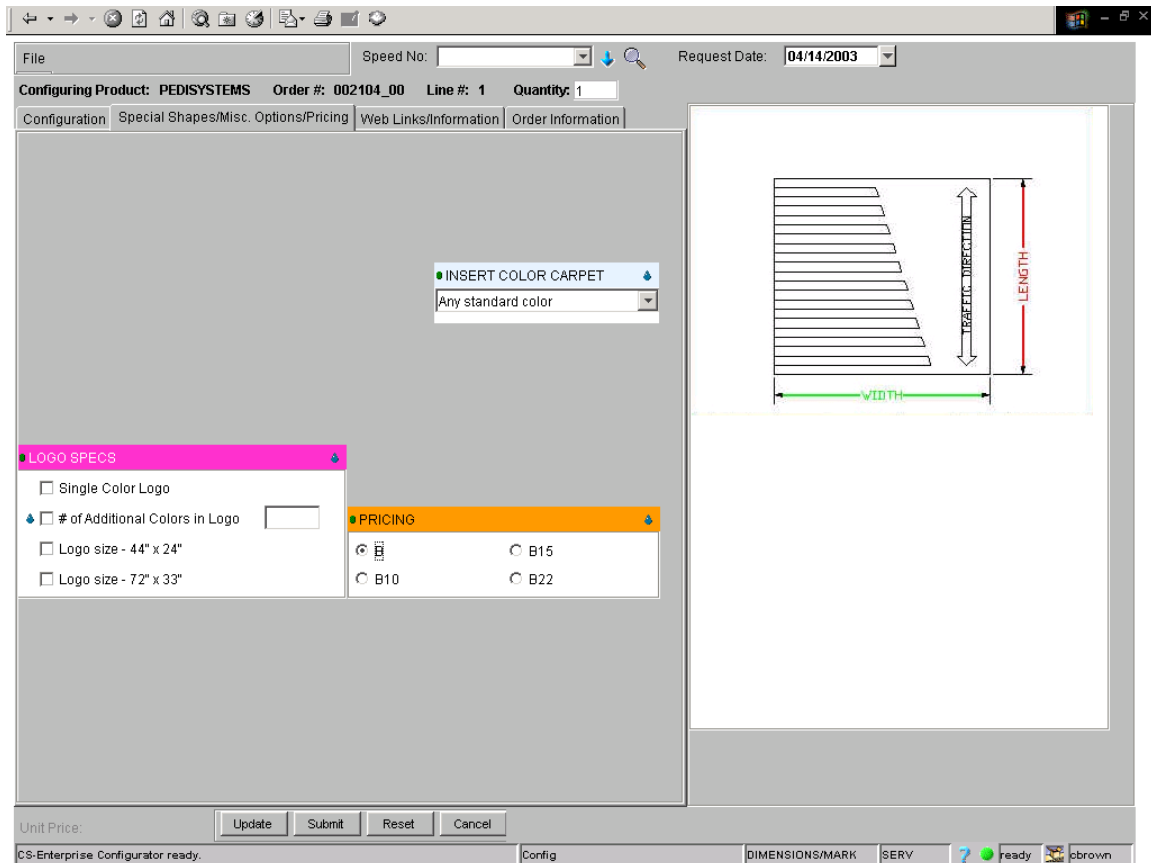 File
Speed No:
Request Date: 04/14/2003
Configuring Product: PEDISYSTEMS Order #: 002104_00 Line #: 1 Quantity: 1
Configuration Special Shapes/Misc. Options/Pricing Web Links/Information Order Information
INSERT COLOR CARPET
Any standard color
TRAFFIC DIRECTION
LENGTH
WIDTH
LOGO SPECS
Single Color Logo
# of Additional Colors in Logo
Logo size - 44" x 24"
Logo size - 72" x 33"
PRICING
B B15
B10 B22
Unit Price: Update Submit Reset Cancel
CS-Enterprise Configurator ready. Config DIMENSIONS/MARK SERV ready obrown